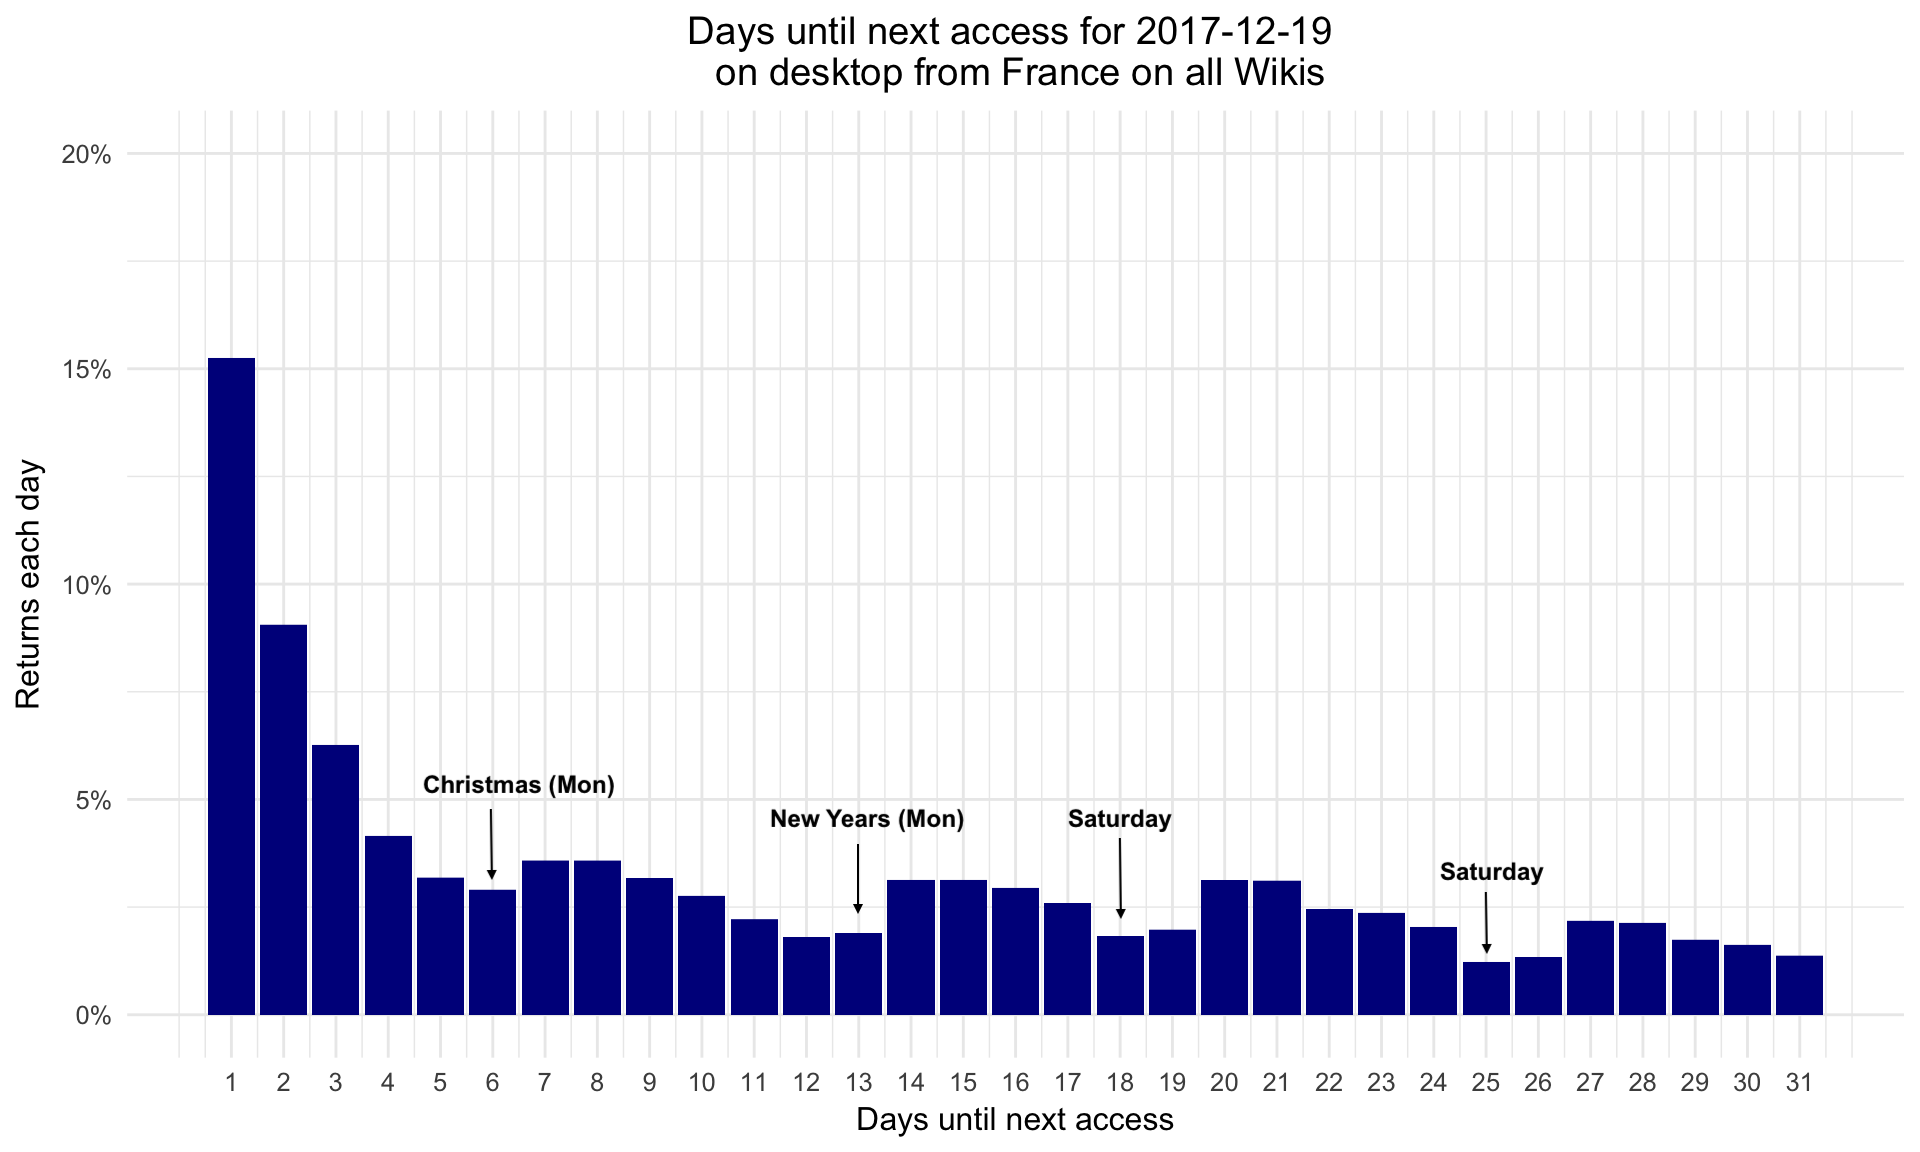 Days until next access for 2017-12-19
on desktop from France on all Wikis
Returns each day
20%
15%
10%
5%
0%
Christmas (Mon)
New Years (Mon)
Saturday
Saturday
1 2 3 4 5 6 7 8 9 10 11 12 13 14 15 16 17 18 19 20 21 22 23 24 25 26 27 28 29 30 31
Days until next access